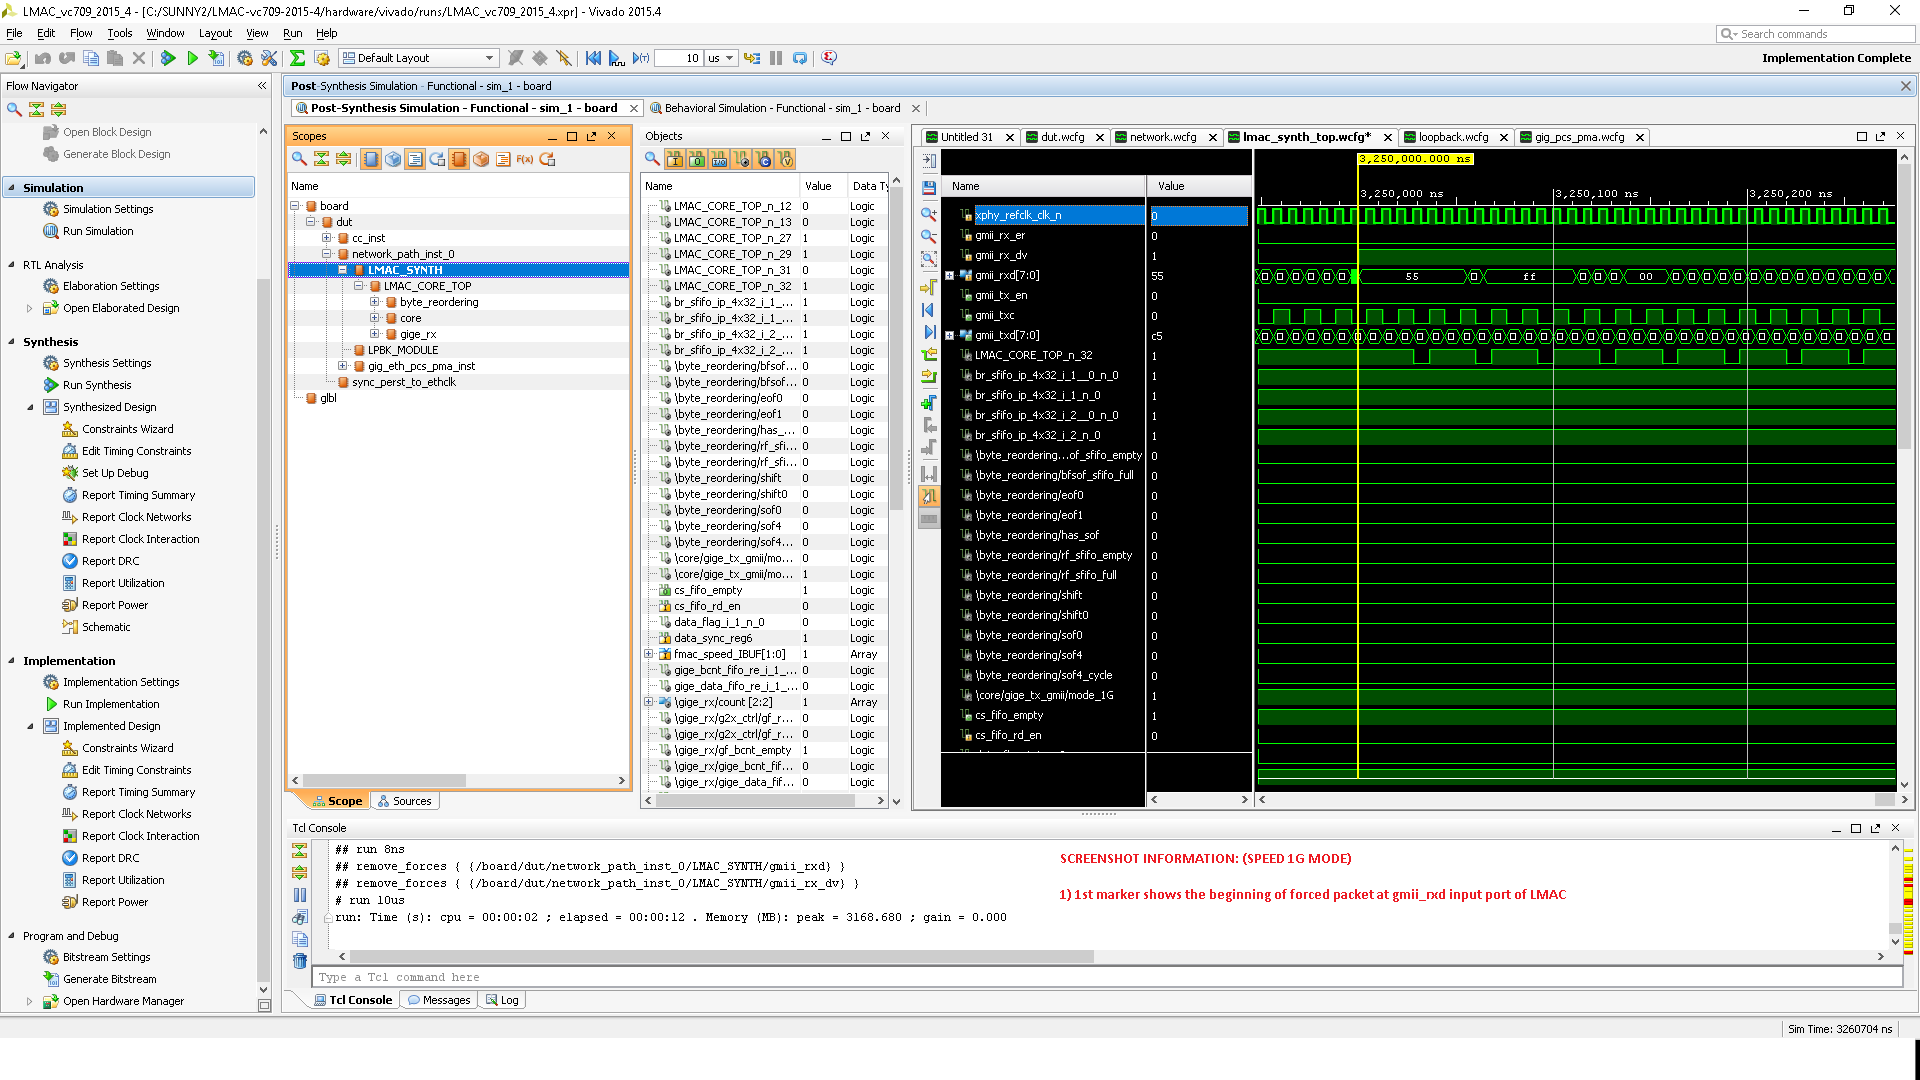 LMAC_vc709_2015_4 - [C:/SUNNY2/LMAC-vc709-2015-4/hardware/vivado/runs/LMAC_vc709_2015_4.xpr] - Vivado 2015.4
File Edit Flow Tools Window Layout View Run Help
Search commands
Default Layout
10 us
Implementation Complete
Flow Navigator
Open Block Design
Generate Block Design
Simulation
Simulation Settings
Run Simulation
RTL Analysis
Elaboration Settings
Open Elaborated Design
Synthesis
Synthesis Settings
Run Synthesis
Synthesized Design
Constraints Wizard
Edit Timing Constraints
Set Up Debug
Report Timing Summary
Report Clock Networks
Report Clock Interaction
Report DRC
Report Utilization
Report Power
Schematic
Implementation
Implementation Settings
Run Implementation
Implemented Design
Constraints Wizard
Edit Timing Constraints
Report Timing Summary
Report Clock Networks
Report Clock Interaction
Report DRC
Report Utilization
Report Power
Program and Debug
Bitstream Settings
Generate Bitstream
Open Hardware Manager
Post-Synthesis Simulation - Functional - sim_1 - board
Post-Synthesis Simulation - Functional - sim_1 - board
Behavioral Simulation - Functional - sim_1 - board
Scopes
F(x)
Name
board
dut
cc_inst
network_path_inst_0
LMAC_SYNTH
LMAC_CORE_TOP
byte_reordering
core
gige_rx
LPBK_MODULE
gig_eth_pcs_pma_inst
sync_perst_to_ethclk
glbl
Scope Sources
Objects
Name Value Data Ty
LMAC_CORE_TOP_n_12 0 Logic
LMAC_CORE_TOP_n_13 0 Logic
LMAC_CORE_TOP_n_27 1 Logic
LMAC_CORE_TOP_n_29 1 Logic
LMAC_CORE_TOP_n_31 1 Logic
LMAC_CORE_TOP_n_32 1 Logic
br_sfifo_ip_4x32_i_1_... 1 Logic
br_sfifo_ip_4x32_i_1_... 1 Logic
br_sfifo_ip_4x32_i_2_... 1 Logic
br_sfifo_ip_4x32_i_2_... 1 Logic
\byte_reordering/bfsof... 0 Logic
\byte_reordering/bfsof... 0 Logic
\byte_reordering/eof0 0 Logic
\byte_reordering/eof1 0 Logic
\byte_reordering/has_... 0 Logic
\byte_reordering/rf_sfi... 0 Logic
\byte_reordering/rf_sfi... 0 Logic
\byte_reordering/shift 0 Logic
\byte_reordering/shift0 0 Logic
\byte_reordering/sof0 0 Logic
\byte_reordering/sof4 0 Logic
\byte_reordering/sof4... 0 Logic
\core/gige_tx_gmii/mo... 0 Logic
\core/gige_tx_gmii/mo... 1 Logic
cs_fifo_empty 1 Logic
cs_fifo_rd_en 0 Logic
data_flag_i_1_n_0 0 Logic
data_sync_reg6 1 Logic
fmac_speed_IBUF[1:0] 1 Array
gige_bcnt_fifo_re_i_1_... 0 Logic
gige_data_fifo_re_i_1_... 0 Logic
\gige_rx/count [2:2] 1 Array
\gige_rx/g2x_ctrl/gf_r... 0 Logic
\gige_rx/g2x_ctrl/gf_r... 0 Logic
\gige_rx/gf_bcnt_empty 1 Logic
\gige_rx/gige_bcnt_fif... 0 Logic
\gige_rx/gige_data_fif... 0 Logic
Untitled 31 dut.wcfg network.wcfg lmac_synth_top.wcfg* loopback.wcfg gig_pcs_pma.wcfg
3,250,000.000 ns
Name Value
3,250,000 ns 3,250,100 ns 3,250,200 ns
xphy_refclk_clk_n 0
gmii_rx_er 0
gmii_rx_dv 1
gmii_rxd[7:0] 55 55 ff 00
gmii_tx_en 0
gmii_txc 0
gmii_txd[7:0] c5
LMAC_CORE_TOP_n_32 1
br_sfifo_ip_4x32_i_1__0_n_0 1
br_sfifo_ip_4x32_i_1_n_0 1
br_sfifo_ip_4x32_i_2__0_n_0 1
br_sfifo_ip_4x32_i_2_n_0 1
\byte_reordering...of_sfifo_empty 0
\byte_reordering/bfsof_sfifo_full 0
\byte_reordering/eof0 0
\byte_reordering/eof1 0
\byte_reordering/has_sof 0
\byte_reordering/rf_sfifo_empty 0
\byte_reordering/rf_sfifo_full 0
\byte_reordering/shift 0
\byte_reordering/shift0 0
\byte_reordering/sof0 0
\byte_reordering/sof4 0
\byte_reordering/sof4_cycle 0
\core/gige_tx_gmii/mode_1G 1
cs_fifo_empty 1
cs_fifo_rd_en 0
Tcl Console
## run 8ns
## remove_forces { {/board/dut/network_path_inst_0/LMAC_SYNTH/gmii_rxd} }
## remove_forces { {/board/dut/network_path_inst_0/LMAC_SYNTH/gmii_rx_dv} }
# run 10us
run: Time (s): cpu = 00:00:02 ; elapsed = 00:00:12 . Memory (MB): peak = 3168.680 ; gain = 0.000
SCREENSHOT INFORMATION: (SPEED 1G MODE)
1) 1st marker shows the beginning of forced packet at gmii_rxd input port of LMAC
Type a Tcl command here
Tcl Console Messages Log
Sim Time: 3260704 ns